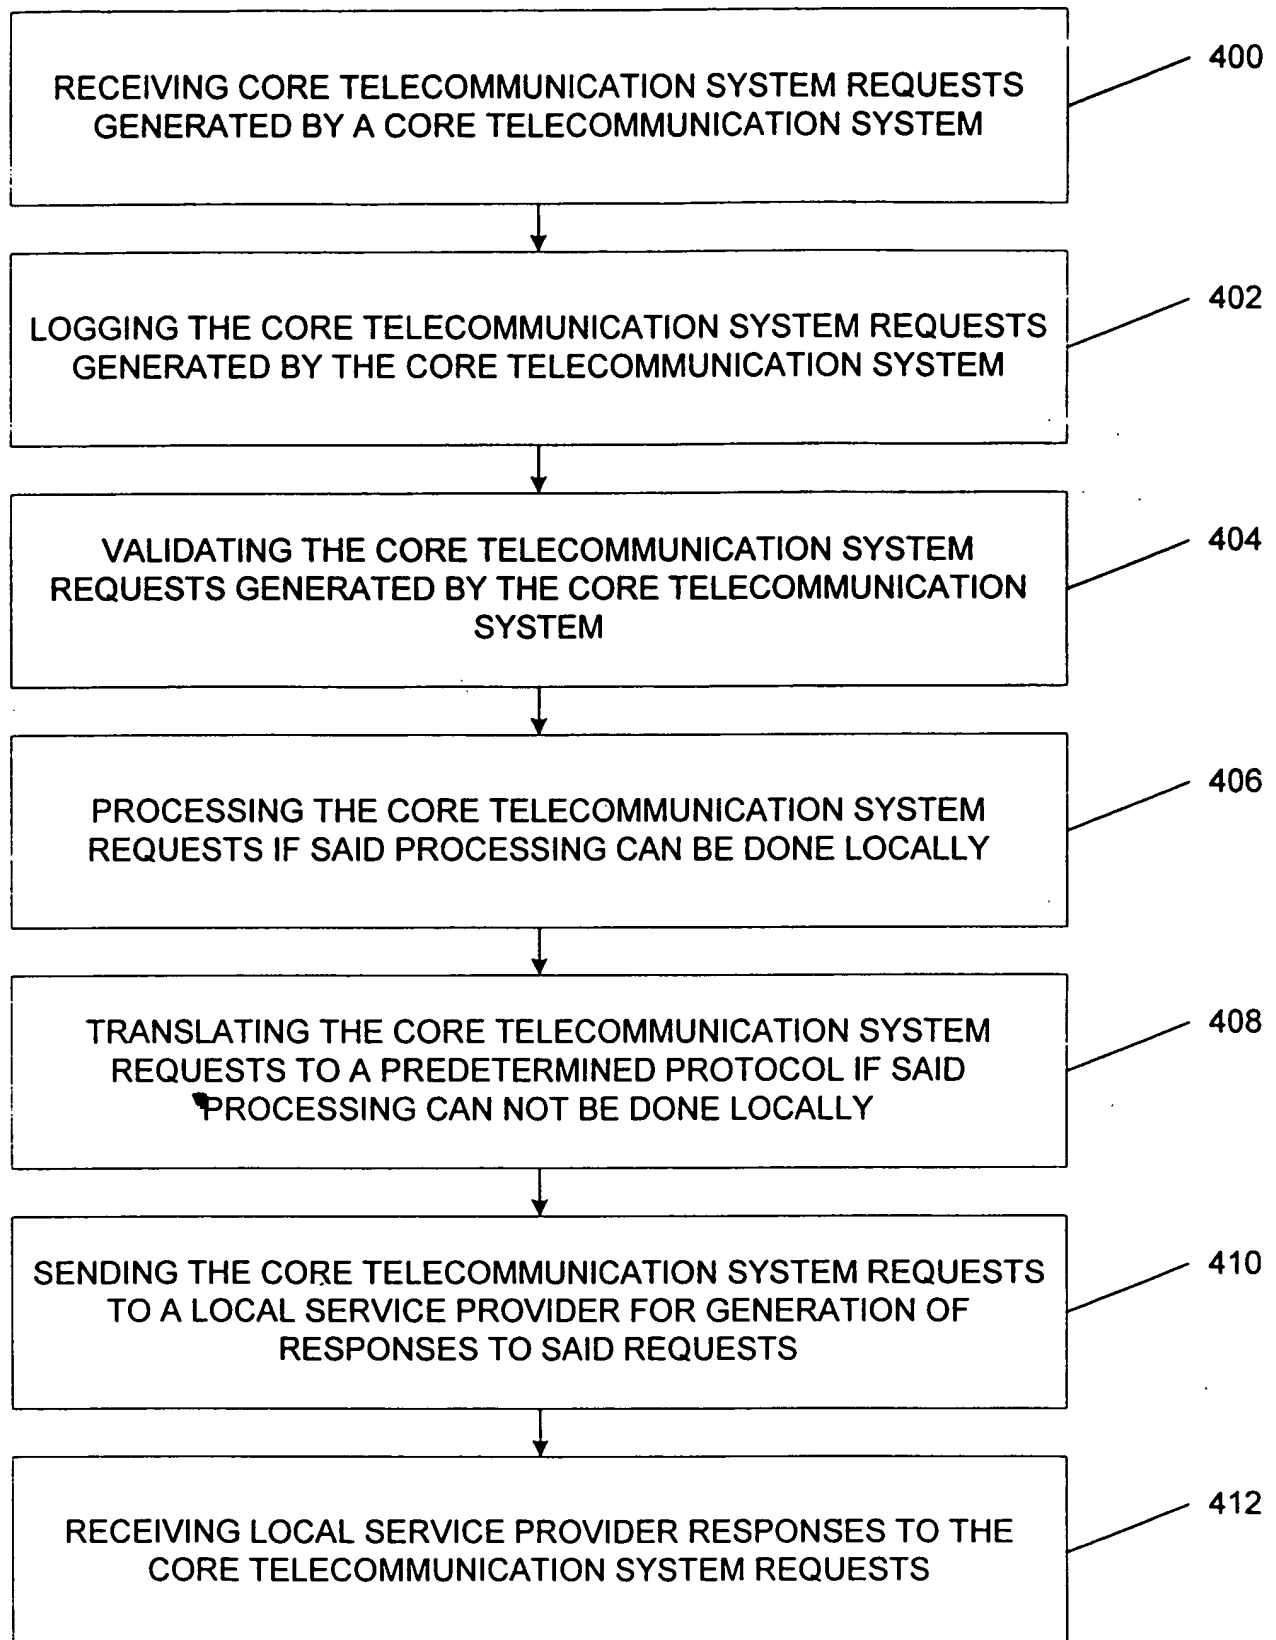 RECEIVING CORE TELECOMMUNICATION SYSTEM REQUESTS
GENERATED BY A CORE TELECOMMUNICATION SYSTEM
400
LOGGING THE CORE TELECOMMUNICATION SYSTEM REQUESTS
GENERATED BY THE CORE TELECOMMUNICATION SYSTEM
402
VALIDATING THE CORE TELECOMMUNICATION SYSTEM
REQUESTS GENERATED BY THE CORE TELECOMMUNICATION
SYSTEM
404
PROCESSING THE CORE TELECOMMUNICATION SYSTEM
REQUESTS IF SAID PROCESSING CAN BE DONE LOCALLY
406
TRANSLATING THE CORE TELECOMMUNICATION SYSTEM
REQUESTS TO A PREDETERMINED PROTOCOL IF SAID
PROCESSING CAN NOT BE DONE LOCALLY
408
SENDING THE CORE TELECOMMUNICATION SYSTEM REQUESTS
TO A LOCAL SERVICE PROVIDER FOR GENERATION OF
RESPONSES TO SAID REQUESTS
410
RECEIVING LOCAL SERVICE PROVIDER RESPONSES TO THE
CORE TELECOMMUNICATION SYSTEM REQUESTS
412